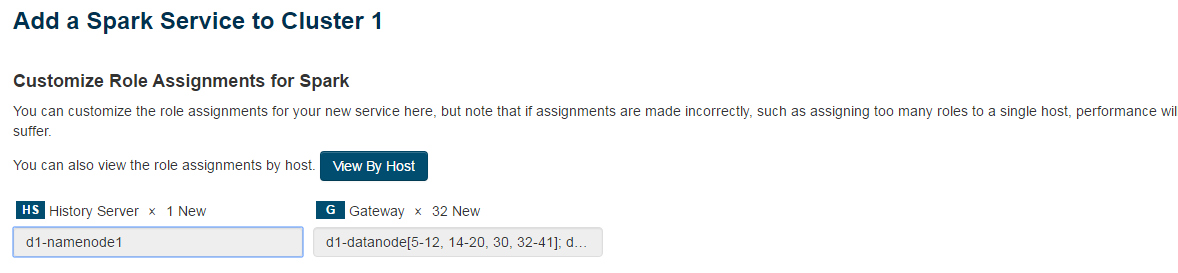 Add a Spark Service to Cluster 1
Customize Role Assignments for Spark
You can customize the role assignments for your new service here, but note that if assignments are made incorrectly, such as assigning too many roles to a single host, performance wil
suffer.
You can also view the role assignments by host. View By Host
HS History Server × 1 New G Gateway × 32 New
d1-namenode1 d1-datanode[5-12, 14-20, 30, 32-41]; d...